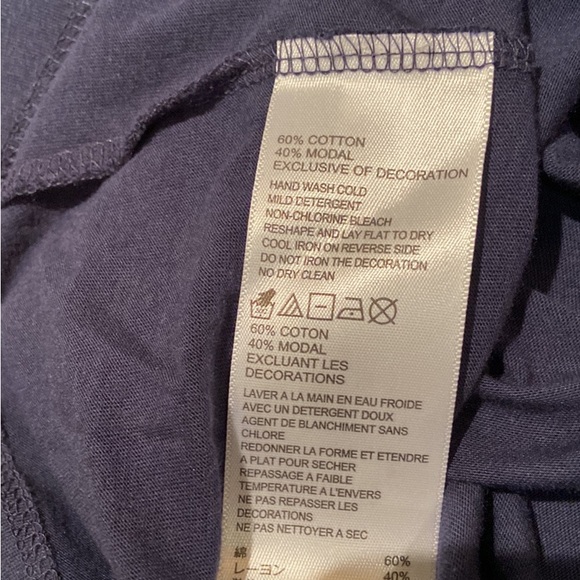 60% COTTON
40% MODAL
EXCLUSIVE OF DECORATION
HAND WASH COLD
MILD DETERGENT
NON-CHLORINE BLEACH
RESHAPE AND LAY FLAT TO DRY
COOL IRON ON REVERSE SIDE
DO NOT IRON THE DECORATION
NO DRY CLEAN
60% COTON
40% MODAL
EXCLUANT LES
DECORATIONS
LAVER A LA MAIN EN EAU FROIDE
AVEC UN DETERGENT DOUX
AGENT DE BLANCHIMENT SANS
CHLORE
REDONNER LA FORME ET ETENDRE
A PLAT POUR SECHER
REPASSAGE A FAIBLE
TEMPERATURE A L'ENVERS
NE PAS REPASSER LES
DECORATIONS
NE PAS NETTOYER A SEC
綿 60%
レーヨン 40%